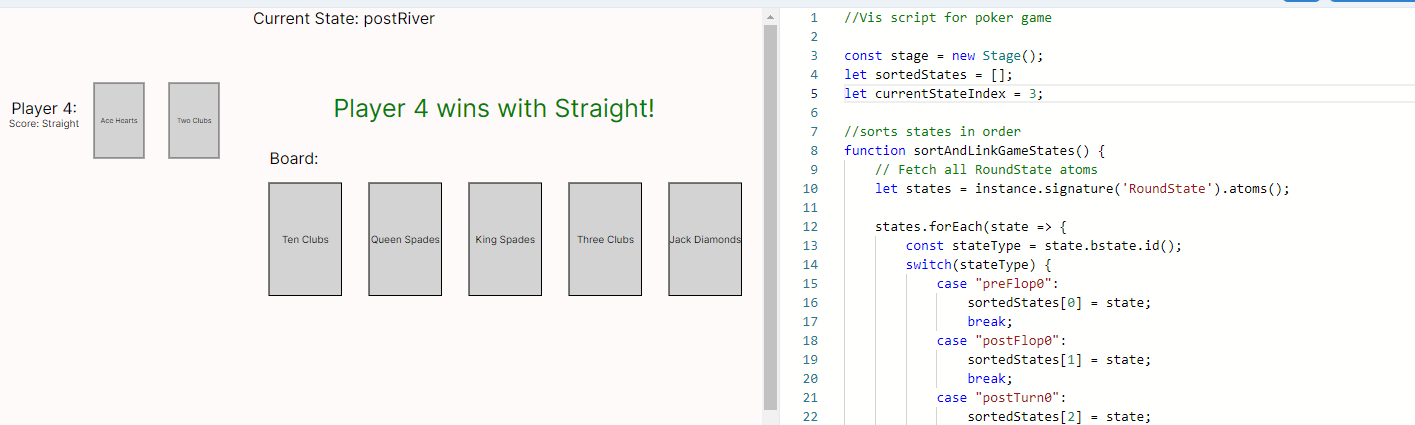 Current State: postRiver
Player 4:
Score: Straight
Ace Hearts
Two Clubs
Player 4 wins with Straight!
Board:
Ten Clubs
Queen Spades
King Spades
Three Clubs
Jack Diamonds
1 //Vis script for poker game
2
3 const stage = new Stage();
4 let sortedStates = [];
5 let currentStateIndex = 3;
6
7 //sorts states in order
8 function sortAndLinkGameStates() {
9 // Fetch all RoundState atoms
10 let states = instance.signature('RoundState').atoms();
11
12 states.forEach(state => {
13 const stateType = state.bstate.id();
14 switch(stateType) {
15 case "preFlop0":
16 sortedStates[0] = state;
17 break;
18 case "postFlop0":
19 sortedStates[1] = state;
20 break;
21 case "postTurn0":
22 sortedStates[2] = state;